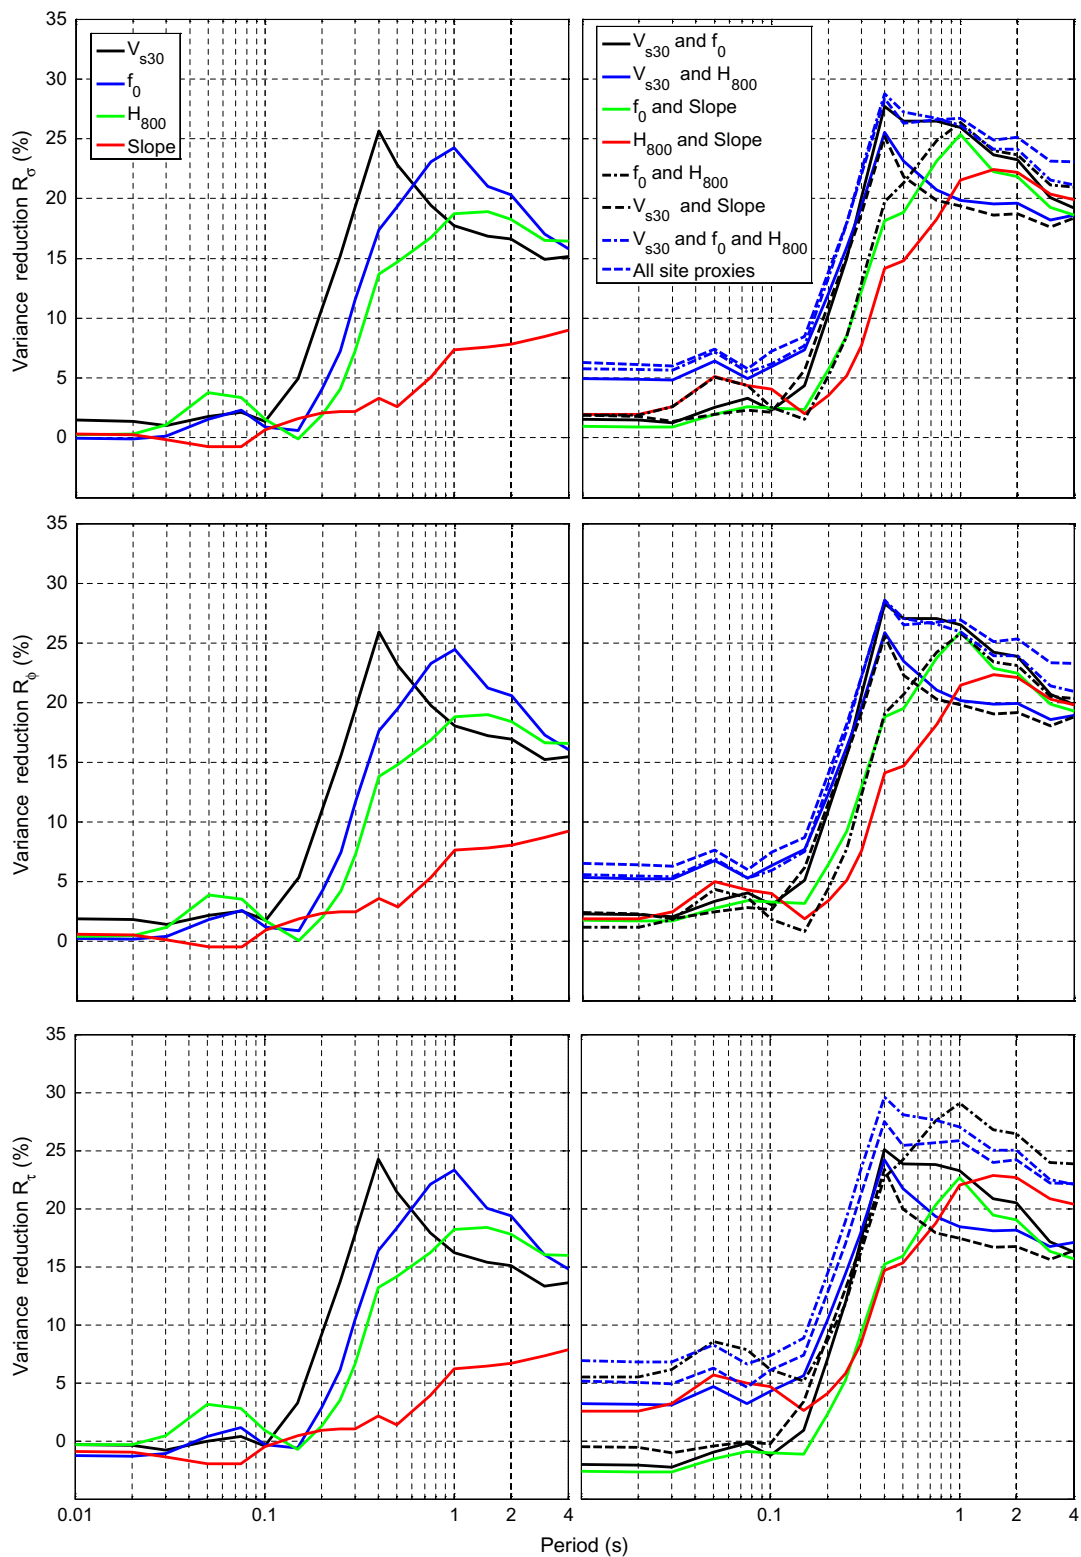 35
30
25
20
15
10
5
0
Variance reduction Rσ (%)
Vs30
f0
H800
Slope
Vs30 and f0
Vs30 and H800
f0 and Slope
H800 and Slope
f0 and H800
Vs30 and Slope
Vs30 and f0 and H800
All site proxies
35
30
25
20
15
10
5
0
Variance reduction Rϕ (%)
35
30
25
20
15
10
5
0
Variance reduction Rτ (%)
0.01 0.1 1 2 4
0.1 1 2 4
Period (s)